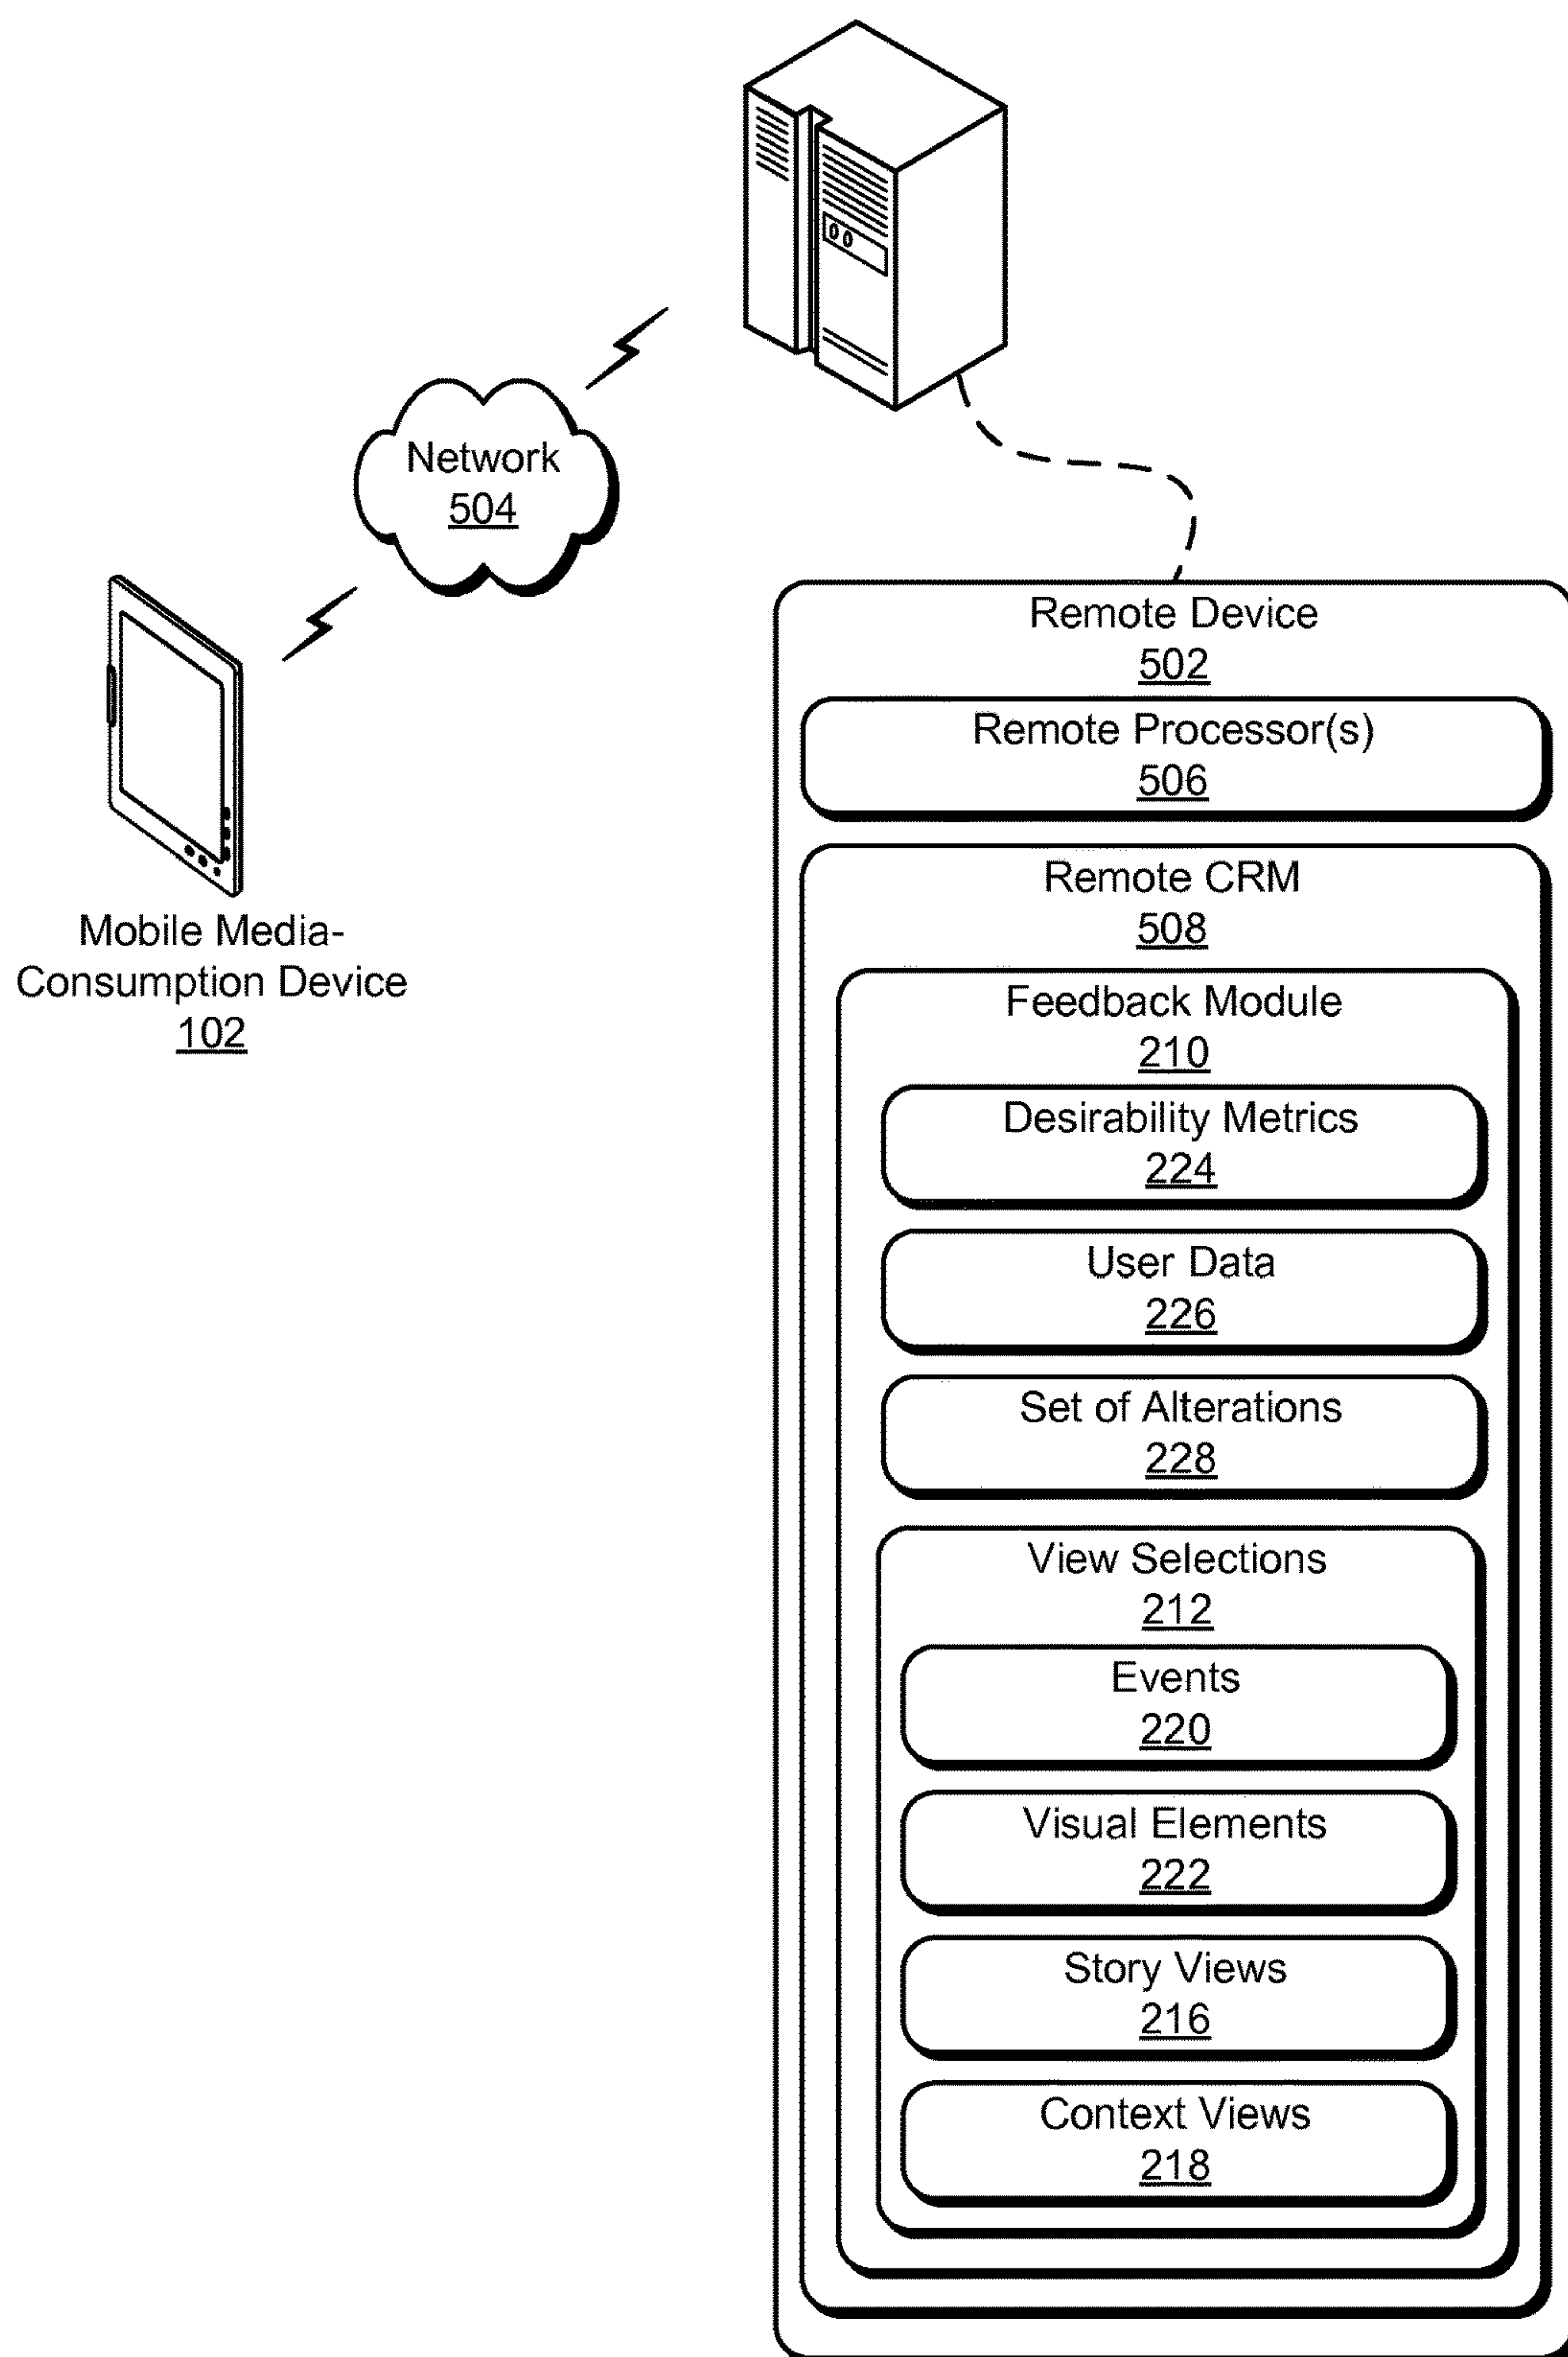 Network
504
Mobile Media-
Consumption Device
102
Remote Device
502
Remote Processor(s)
506
Remote CRM
508
Feedback Module
210
Desirability Metrics
224
User Data
226
Set of Alterations
228
View Selections
212
Events
220
Visual Elements
222
Story Views
216
Context Views
218